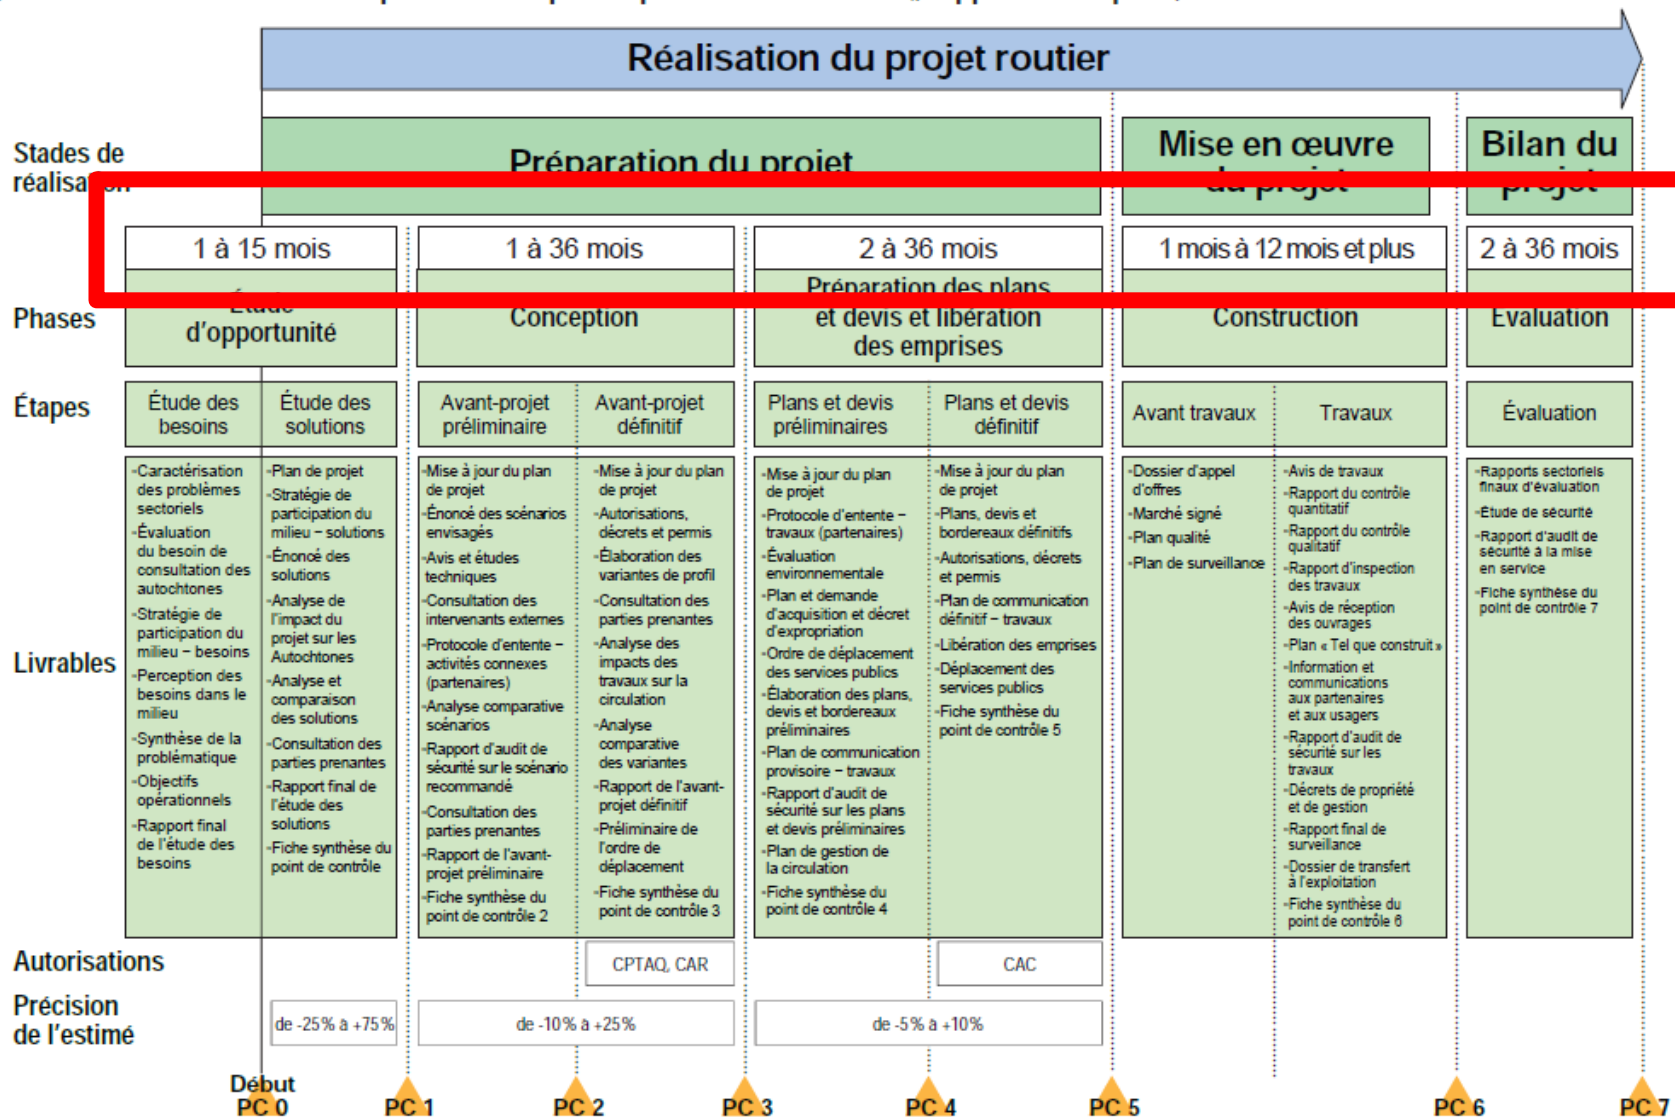 Réalisation du projet routier
Stades de
réalisation
Préparation du projet
Mise en œuvre
du projet
Bilan du
projet
1 à 15 mois
1 à 36 mois
2 à 36 mois
1 mois à 12 mois et plus
2 à 36 mois
Phases
Étude
d'opportunité
Conception
Préparation des plans
et devis et libération
des emprises
Construction
Évaluation
Étapes
Étude des
besoins
Étude des
solutions
Avant-projet
préliminaire
Avant-projet
définitif
Plans et devis
préliminaires
Plans et devis
définitif
Avant travaux
Travaux
Évaluation
Livrables
-Caractérisation
des problèmes
sectoriels
-Évaluation
du besoin de
consultation des
autochtones
-Stratégie de
participation du
milieu – besoins
-Perception des
besoins dans le
milieu
-Synthèse de la
problématique
-Objectifs
opérationnels
-Rapport final
de l'étude des
besoins
-Plan de projet
-Stratégie de
participation du
milieu – solutions
-Énoncé des
solutions
-Analyse de
l'impact du
projet sur les
Autochtones
-Analyse et
comparaison
des solutions
-Consultation des
parties prenantes
-Rapport final de
l'étude des
solutions
-Fiche synthèse du
point de contrôle
-Mise à jour du plan
de projet
-Énoncé des scénarios
envisagés
-Avis et études
techniques
-Consultation des
intervenants externes
-Protocole d'entente –
activités connexes
(partenaires)
-Analyse comparative
scénarios
-Rapport d'audit de
sécurité sur le scénario
recommandé
-Consultation des
parties prenantes
-Rapport de l'avant-
projet préliminaire
-Fiche synthèse du
point de contrôle 2
-Mise à jour du plan
de projet
-Autorisations,
décrets et permis
-Élaboration des
variantes de profil
-Consultation des
parties prenantes
-Analyse des
impacts des
travaux sur la
circulation
-Analyse
comparative
des variantes
-Rapport de l'avant-
projet définitif
-Préliminaire de
l'ordre de
déplacement
-Fiche synthèse du
point de contrôle 3
-Mise à jour du plan
de projet
-Protocole d'entente –
travaux (partenaires)
-Évaluation
environnementale
-Plan et demande
d'acquisition et décret
d'expropriation
-Ordre de déplacement
des services publics
-Élaboration des plans,
devis et bordereaux
préliminaires
-Plan de communication
provisoire – travaux
-Rapport d'audit de
sécurité sur les plans
et devis préliminaires
-Plan de gestion de
la circulation
-Fiche synthèse du
point de contrôle 4
-Mise à jour du plan
de projet
-Plans, devis et
bordereaux définitifs
-Autorisations, décrets
et permis
-Plan de communication
définitif – travaux
-Libération des emprises
-Déplacement des
services publics
-Fiche synthèse du
point de contrôle 5
-Dossier d'appel
d'offres
-Marché signé
-Plan qualité
-Plan de surveillance
-Avis de travaux
-Rapport du contrôle
quantitatif
-Rapport du contrôle
qualitatif
-Rapport d'inspection
des travaux
-Avis de réception
des ouvrages
-Plan « Tel que construit »
-Information et
communications
aux partenaires
et aux usagers
-Rapport d'audit de
sécurité sur les
travaux
-Décrets de propriété
et de gestion
-Rapport final de
surveillance
-Dossier de transfert
à l'exploitation
-Fiche synthèse du
point de contrôle 6
-Rapports sectoriels
finaux d'évaluation
-Étude de sécurité
-Rapport d'audit de
sécurité à la mise
en service
-Fiche synthèse du
point de contrôle 7
Autorisations
CPTAQ, CAR
CAC
Précision
de l'estimé
de -25% à +75%
de -10% à +25%
de -5% à +10%
Début
PC 0
PC 1
PC 2
PC 3
PC 4
PC 5
PC 6
PC 7